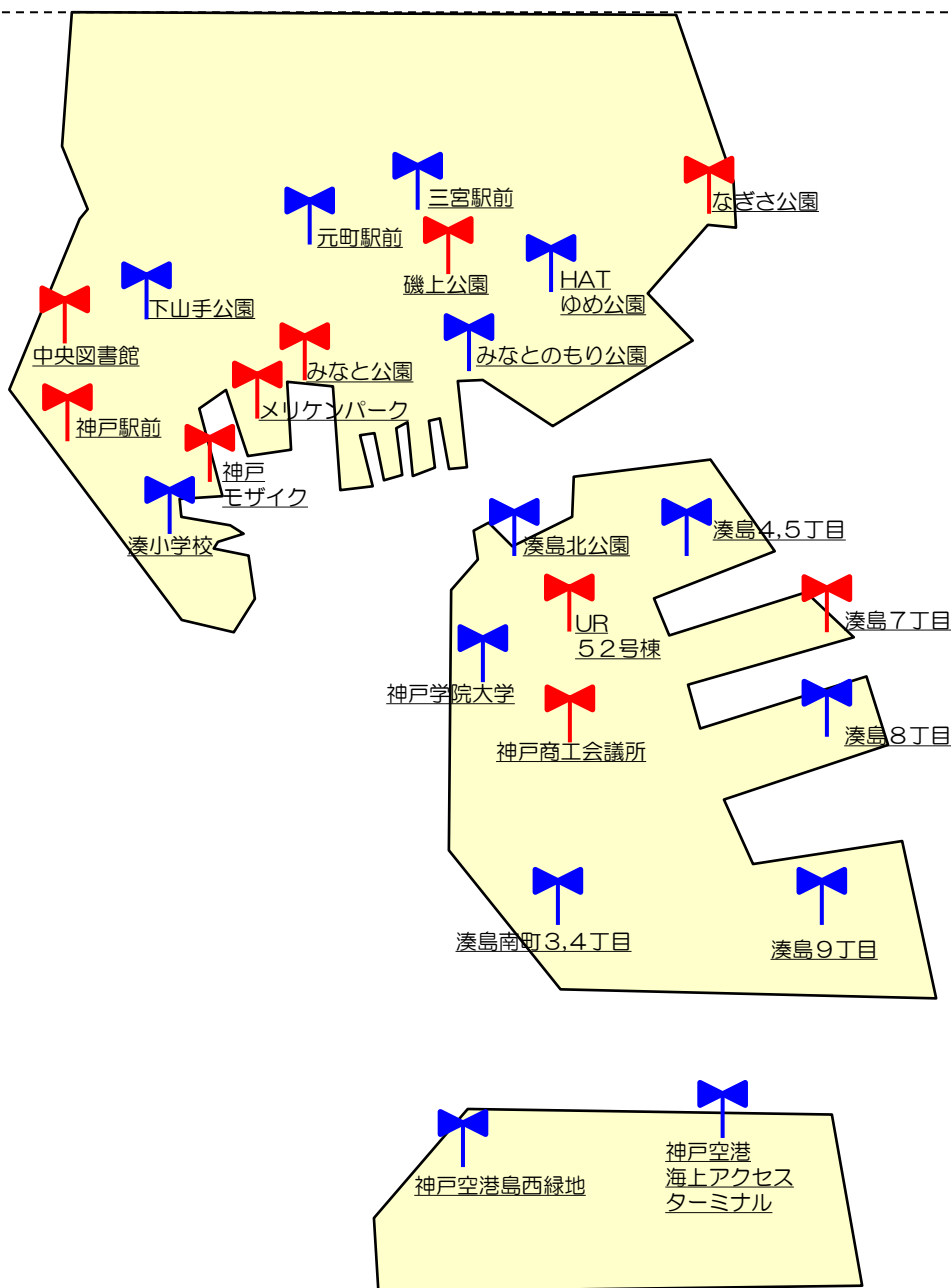 三宮駅前
なぎさ公園
元町駅前
磯上公園
HAT
ゆめ公園
下山手公園
中央図書館
みなとのもり公園
みなと公園
メリケンパーク
神戸駅前
神戸
モザイク
湊小学校
湊島北公園
湊島4,5丁目
UR
５２号棟
湊島７丁目
神戸学院大学
湊島８丁目
神戸商工会議所
湊島南町3,4丁目
湊島９丁目
神戸空港
海上アクセス
ターミナル
神戸空港島西緑地